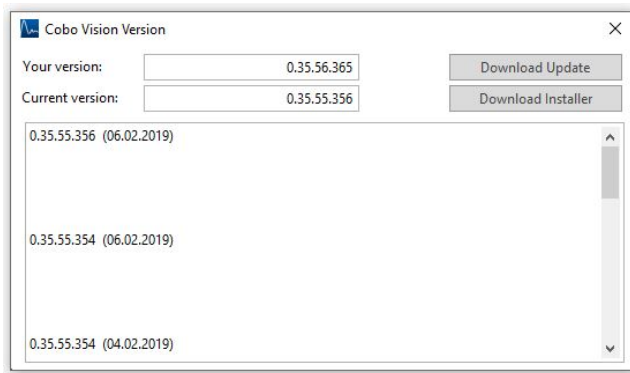 Cobo Vision Version
Your version: 0.35.56.365 Download Update
Current version: 0.35.55.356 Download Installer
0.35.55.356 (06.02.2019)
0.35.55.354 (06.02.2019)
0.35.55.354 (04.02.2019)